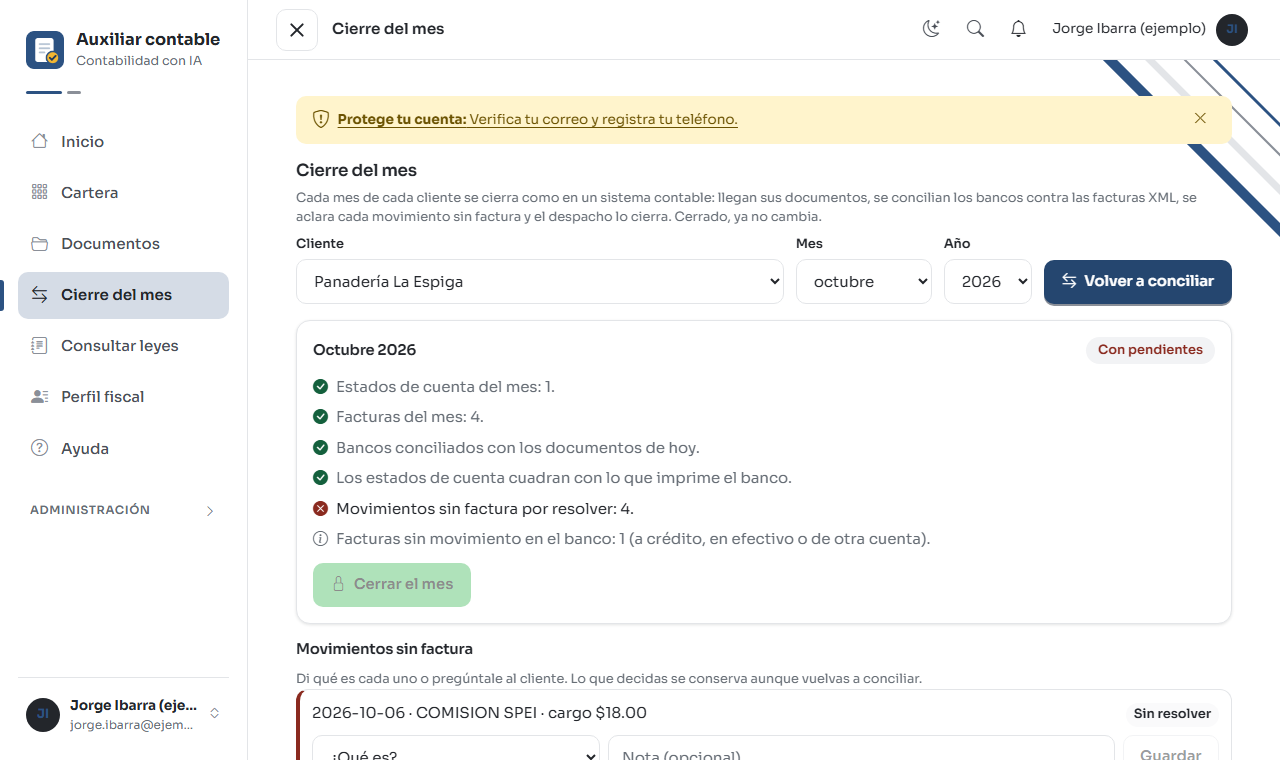 Auxiliar contable
Contabilidad con IA
Inicio
Cartera
Documentos
Cierre del mes
Consultar leyes
Perfil fiscal
Ayuda
ADMINISTRACIÓN
JI
Jorge Ibarra (eje...
jorge.ibarra@ejem...
Cierre del mes
Jorge Ibarra (ejemplo)
JI
Protege tu cuenta: Verifica tu correo y registra tu teléfono.
Cierre del mes
Cada mes de cada cliente se cierra como en un sistema contable: llegan sus documentos, se concilian los bancos contra las facturas XML, se
aclara cada movimiento sin factura y el despacho lo cierra. Cerrado, ya no cambia.
Cliente
Mes
Año
Panadería La Espiga
octubre
2026
Volver a conciliar
Octubre 2026
Con pendientes
Estados de cuenta del mes: 1.
Facturas del mes: 4.
Bancos conciliados con los documentos de hoy.
Los estados de cuenta cuadran con lo que imprime el banco.
Movimientos sin factura por resolver: 4.
Facturas sin movimiento en el banco: 1 (a crédito, en efectivo o de otra cuenta).
Cerrar el mes
Movimientos sin factura
Di qué es cada uno o pregúntale al cliente. Lo que decidas se conserva aunque vuelvas a conciliar.
2026-10-06 · COMISION SPEI · cargo $18.00
Sin resolver
¿Qué es?
Nota (opcional)
Guardar